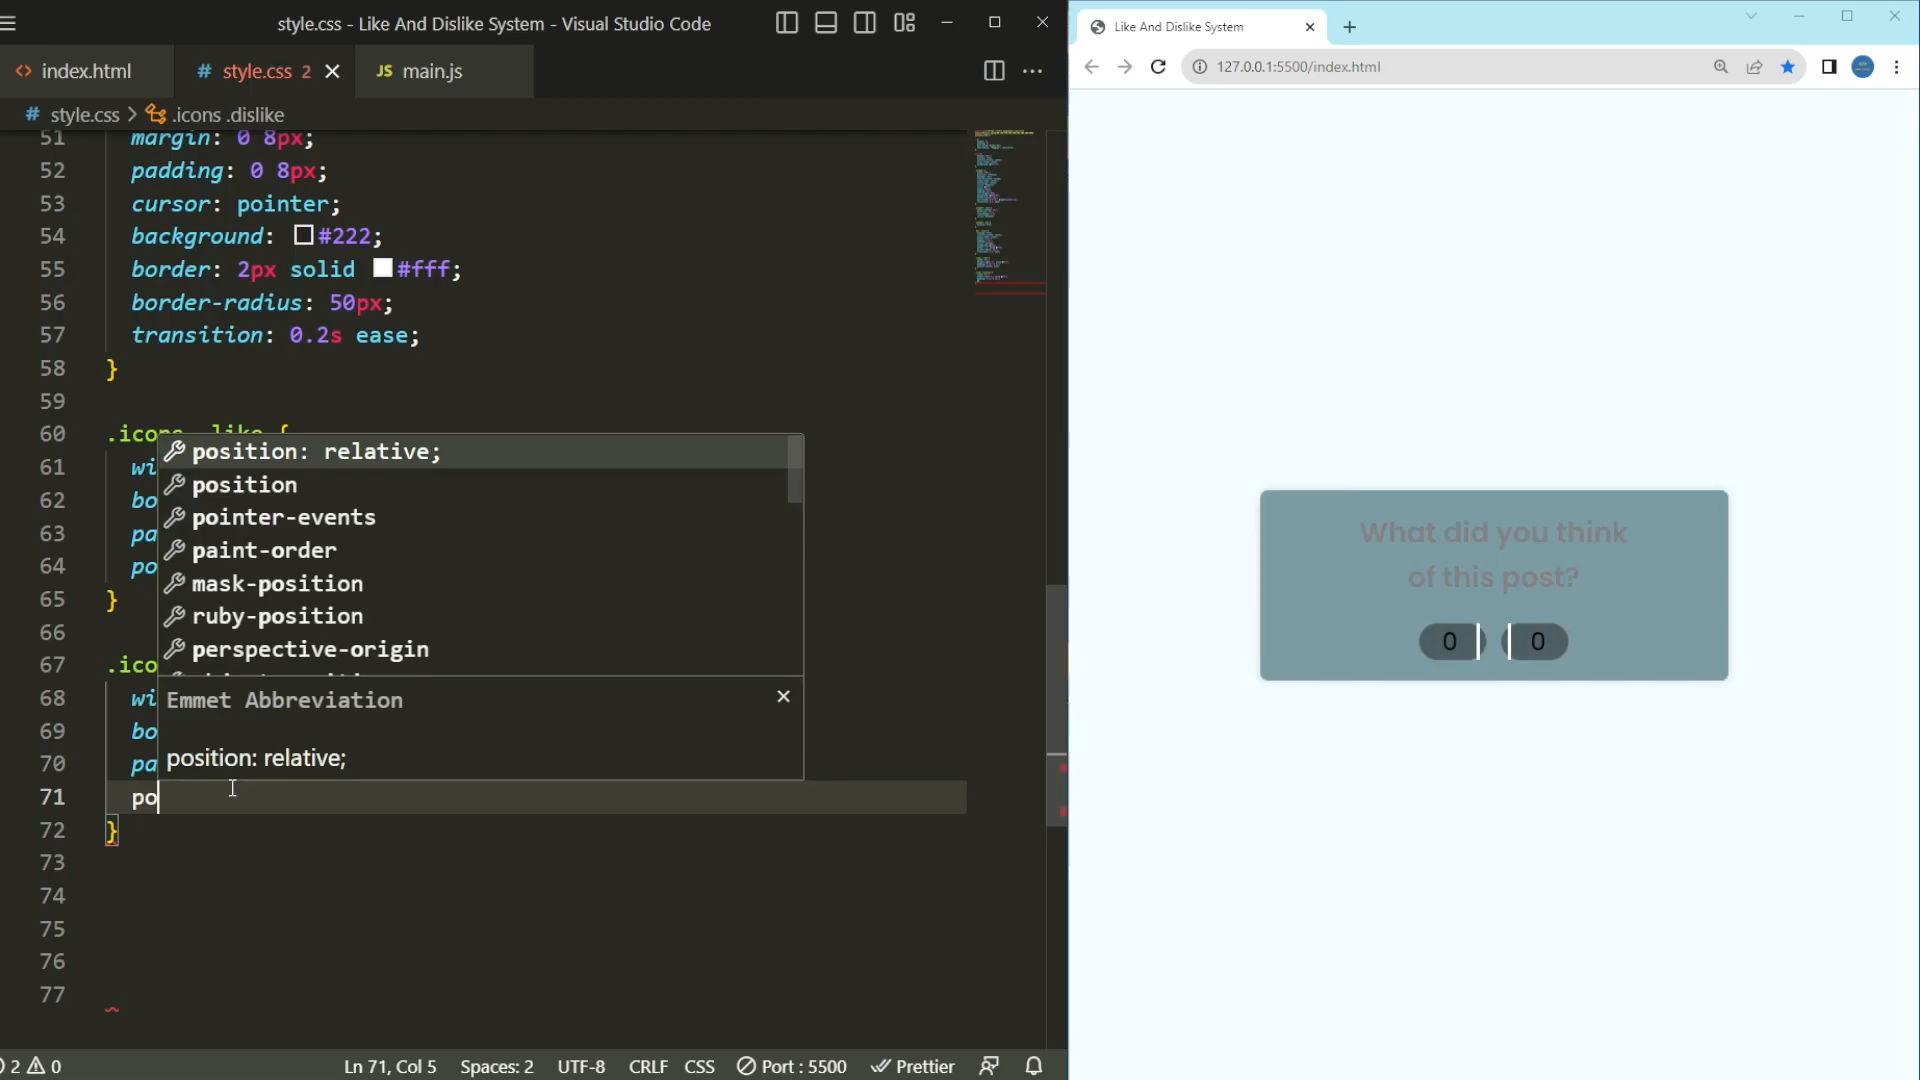 style.css - Like And Dislike System - Visual Studio Code
<> index.html
# style.css 2
JS main.js
# style.css > .icons .dislike
51 margin: 0 8px;
52 padding: 0 8px;
53 cursor: pointer;
54 background: #222;
55 border: 2px solid #fff;
56 border-radius: 50px;
57 transition: 0.2s ease;
58 }
59
60 .icons .like {
61 wi
62 bo
63 pa
64 po
65 }
66
67 .ico
68 wi
69 bo
70 pa
71 po
72 }
73
74
75
76
77
position: relative;
position
pointer-events
paint-order
mask-position
ruby-position
perspective-origin
Emmet Abbreviation
position: relative;
2 0
Ln 71, Col 5
Spaces: 2
UTF-8
CRLF
CSS
Port : 5500
Prettier
Like And Dislike System
127.0.0.1:5500/index.html
What did you think
of this post?
0 0